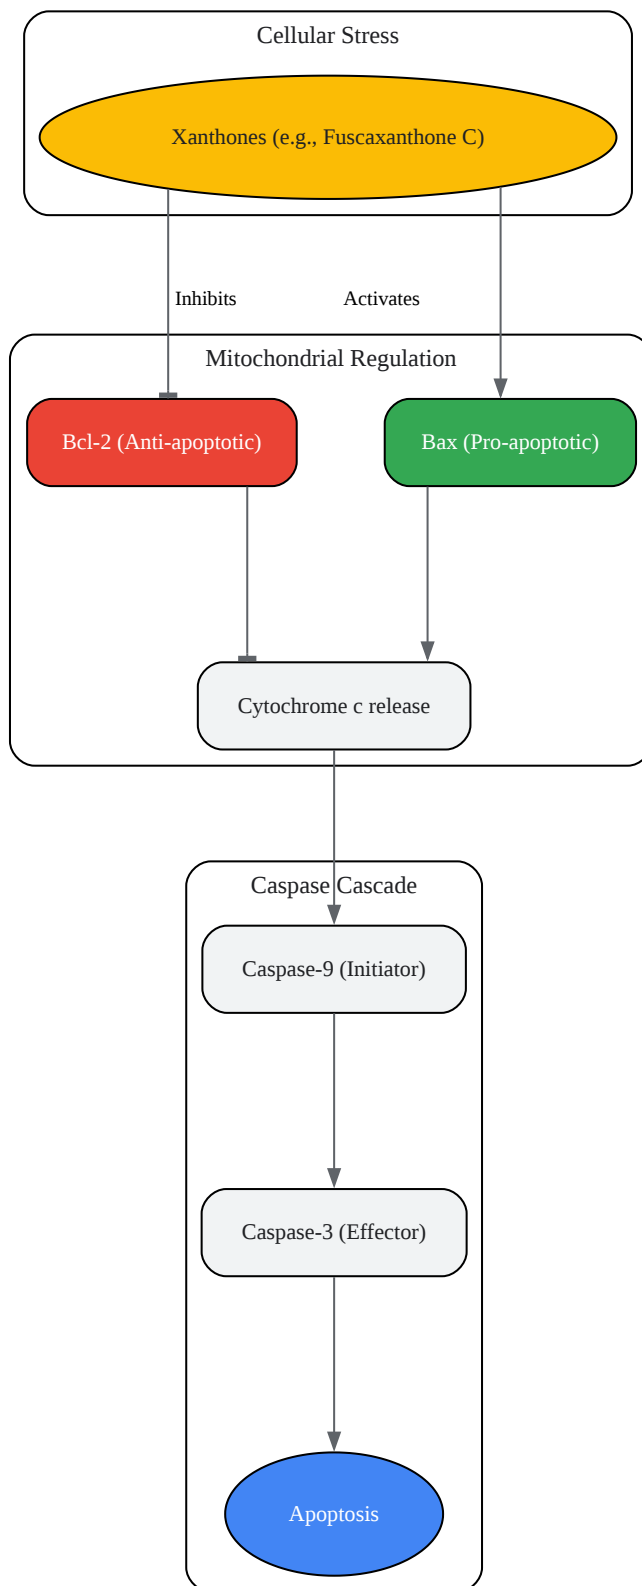 Cellular Stress
Xanthones (e.g., Fuscaxanthone C)
Inhibits
Activates
Mitochondrial Regulation
Bcl-2 (Anti-apoptotic)
Bax (Pro-apoptotic)
Cytochrome c release
Caspase Cascade
Caspase-9 (Initiator)
Caspase-3 (Effector)
Apoptosis